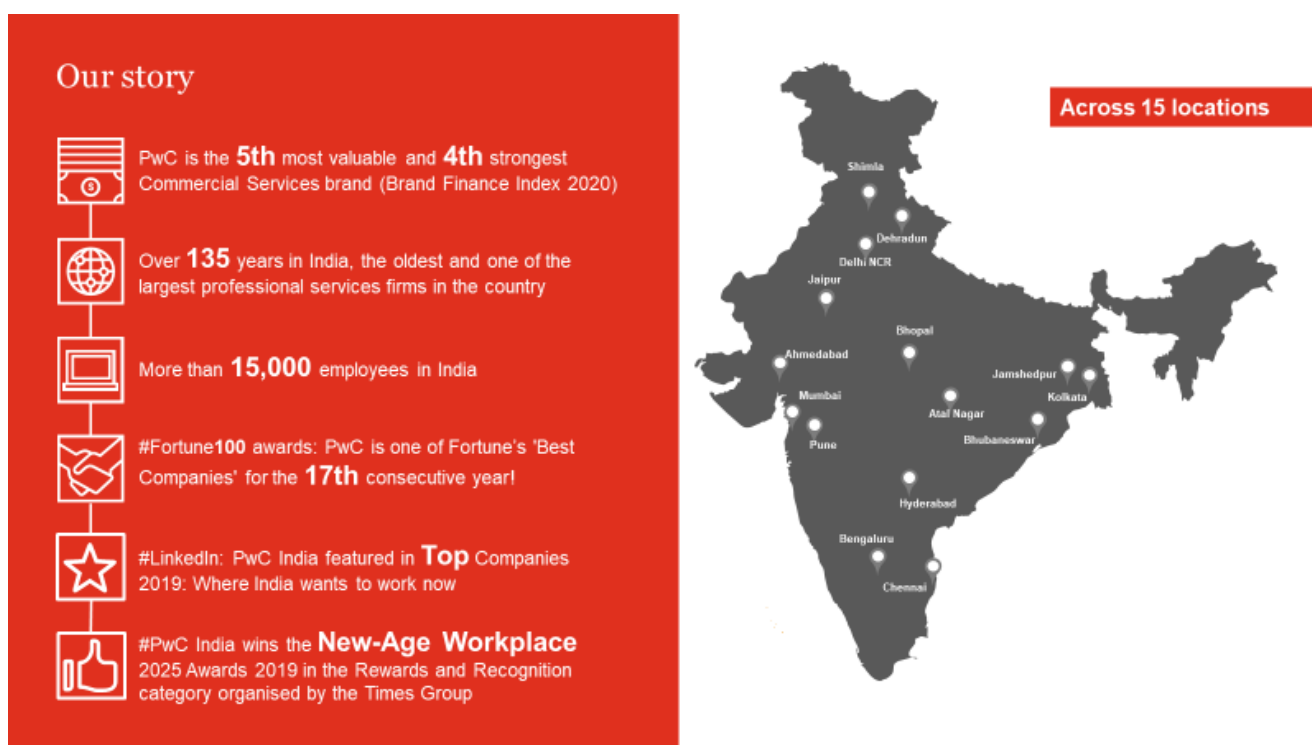 Our story
PwC is the 5th most valuable and 4th strongest
Commercial Services brand (Brand Finance Index 2020)
Over 135 years in India, the oldest and one of the
largest professional services firms in the country
More than 15,000 employees in India
#Fortune100 awards: PwC is one of Fortune's 'Best
Companies' for the 17th consecutive year!
#LinkedIn: PwC India featured in Top Companies
2019: Where India wants to work now
#PwC India wins the New-Age Workplace
2025 Awards 2019 in the Rewards and Recognition
category organised by the Times Group
Across 15 locations
Shimla
Dehradun
Delhi NCR
Jaipur
Bhopal
Ahmedabad
Jamshedpur
Mumbai
Kolkata
Atal Nagar
Pune
Bhubaneswar
Hyderabad
Bengaluru
Chennai
$